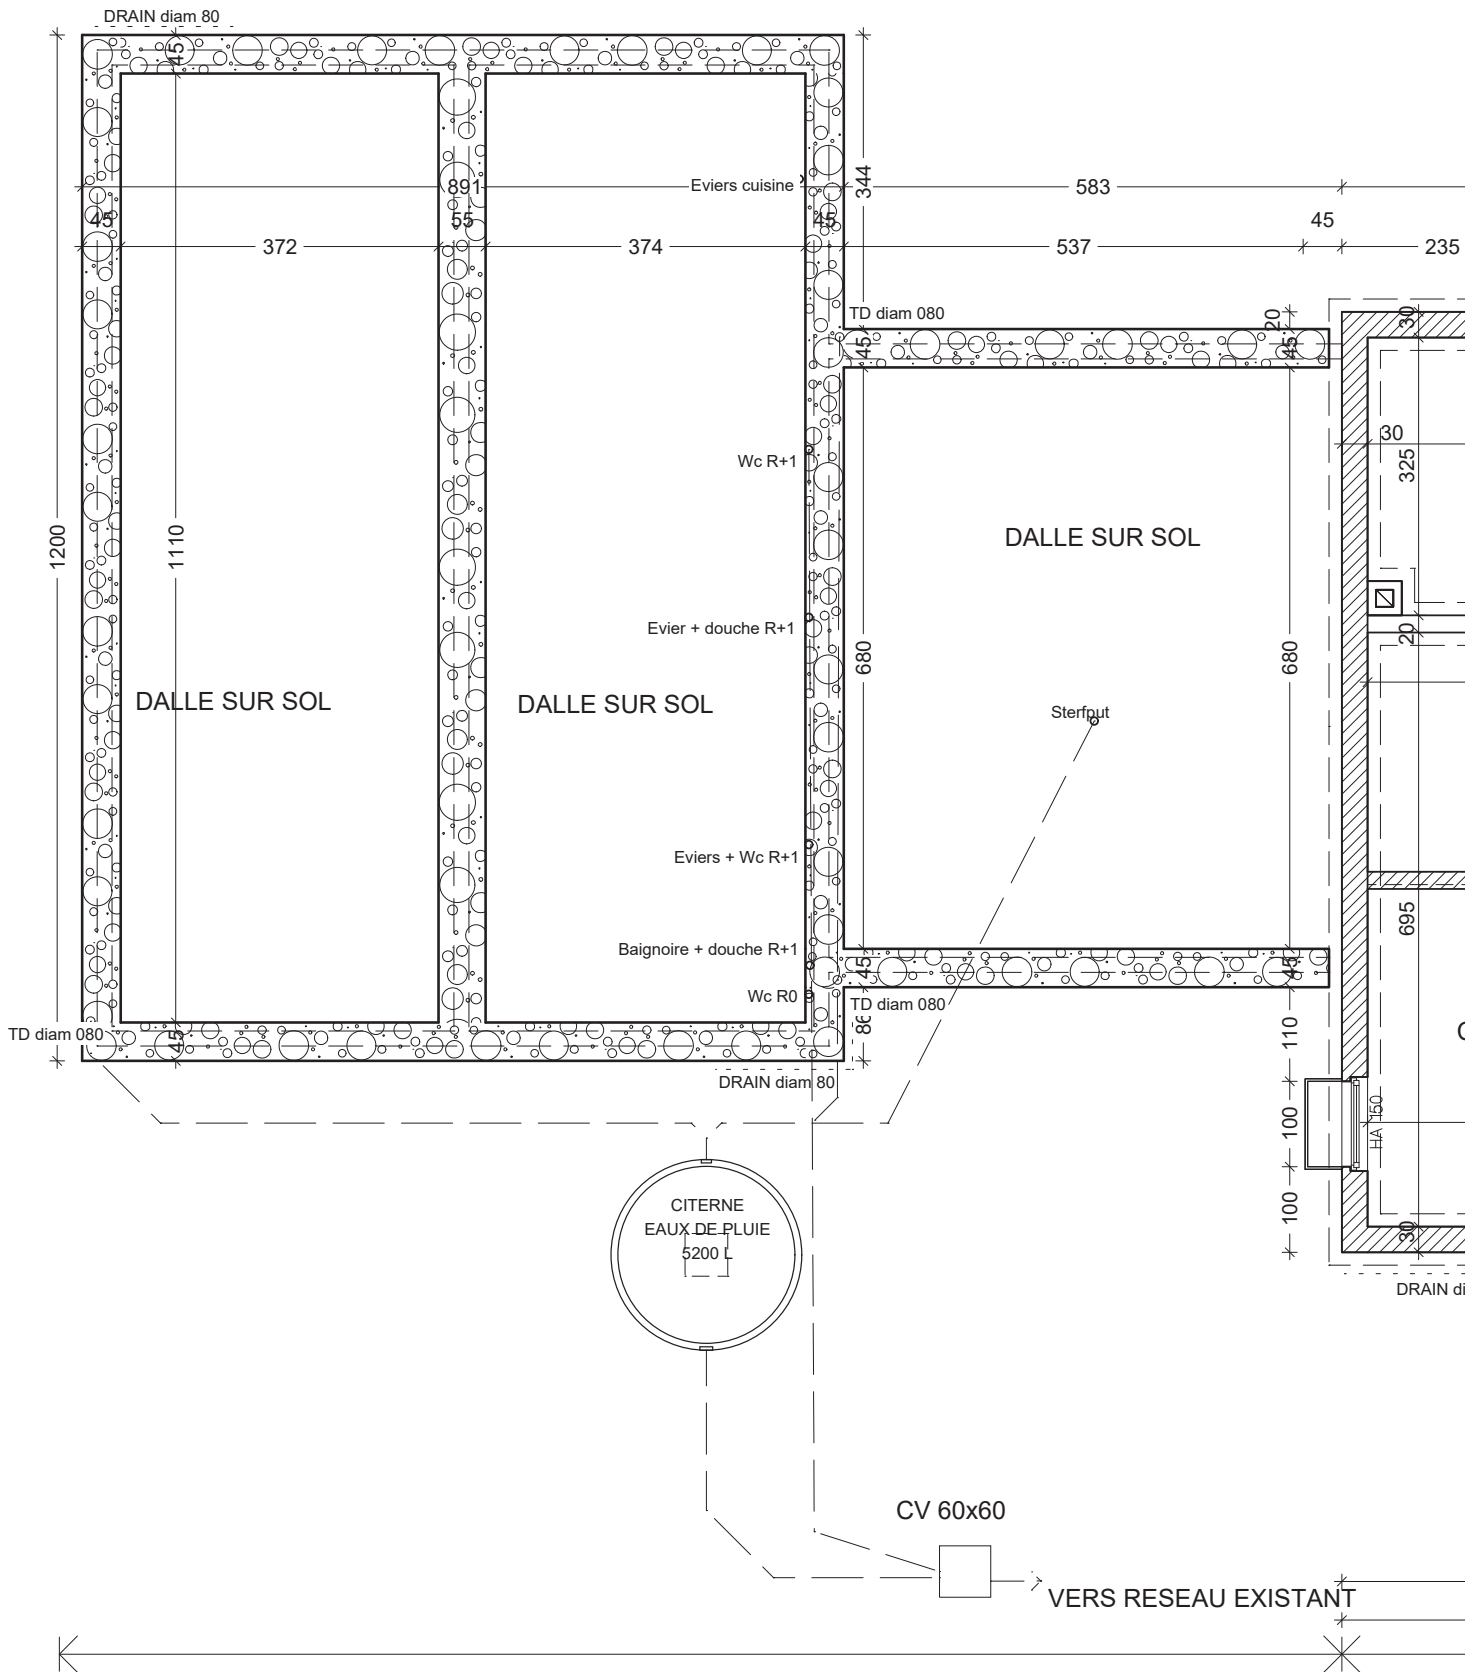 DRAIN diam 80
45
891
Eviers cuisine
344
583
45
55
45
45
372
374
537
235
TD diam 080
20
30
45
45
30
325
Wc R+1
DALLE SUR SOL
1200
1110
Evier + douche R+1
20
680
680
DALLE SUR SOL
DALLE SUR SOL
Sterfput
Eviers + Wc R+1
695
Baignoire + douche R+1
45
45
Wc R0
TD diam 080
TD diam 080
45
110
DRAIN diam 80
100
HA 150
CITERNE
EAUX DE PLUIE
5200 L
100
30
DRAIN di
CV 60x60
VERS RESEAU EXISTANT